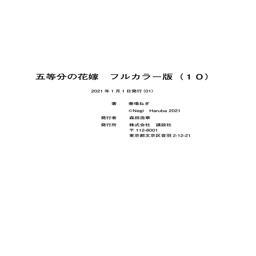 五等分の花嫁　フルカラー版（１０）
2021 年 1 月 1 日発行 (01)
著　春場ねぎ
©Negi　Haruba 2021
発行者　森田浩章
発行所　株式会社　講談社
〒 112-8001
東京都文京区音羽 2-12-21